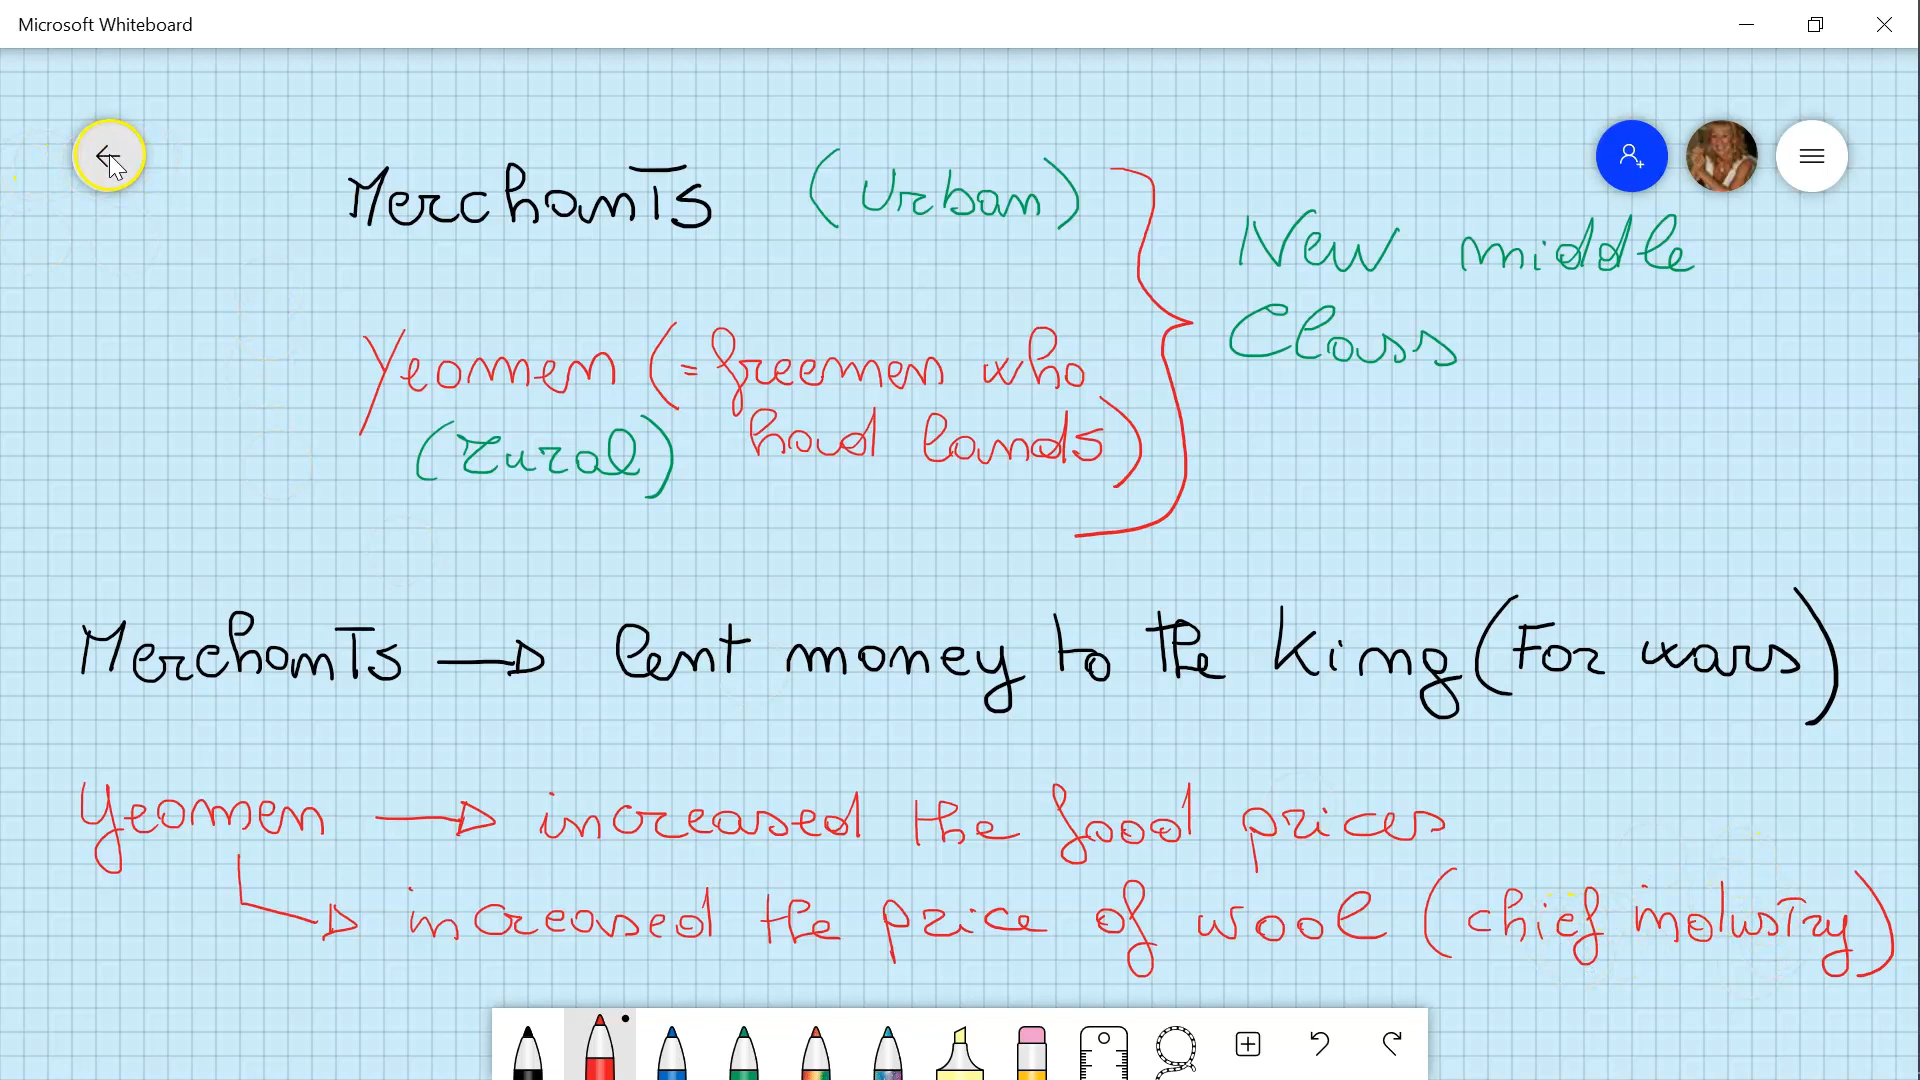 Microsoft Whiteboard
Merchants (Urban)
New middle
Class
Yeomen (= freemen who
had lands)
(rural)
Merchants → lent money to the King (For wars)
Yeomen → increased the food prices
↳ increased the price of wool (chief industry)